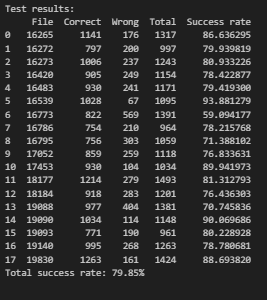 Test results:
File Correct Wrong Total Success rate
0 16265 1141 176 1317 86.636295
1 16272 797 200 997 79.939819
2 16273 1006 237 1243 80.933226
3 16420 905 249 1154 78.422877
4 16483 930 241 1171 79.419300
5 16539 1028 67 1095 93.881279
6 16773 822 569 1391 59.094177
7 16786 754 210 964 78.215768
8 16795 756 303 1059 71.388102
9 17052 859 259 1118 76.833631
10 17453 930 104 1034 89.941973
11 18177 1214 279 1493 81.312793
12 18184 918 283 1201 76.436303
13 19088 977 404 1381 70.745836
14 19090 1034 114 1148 90.069686
15 19093 771 190 961 80.228928
16 19140 995 268 1263 78.780681
17 19830 1263 161 1424 88.693820
Total success rate: 79.85%